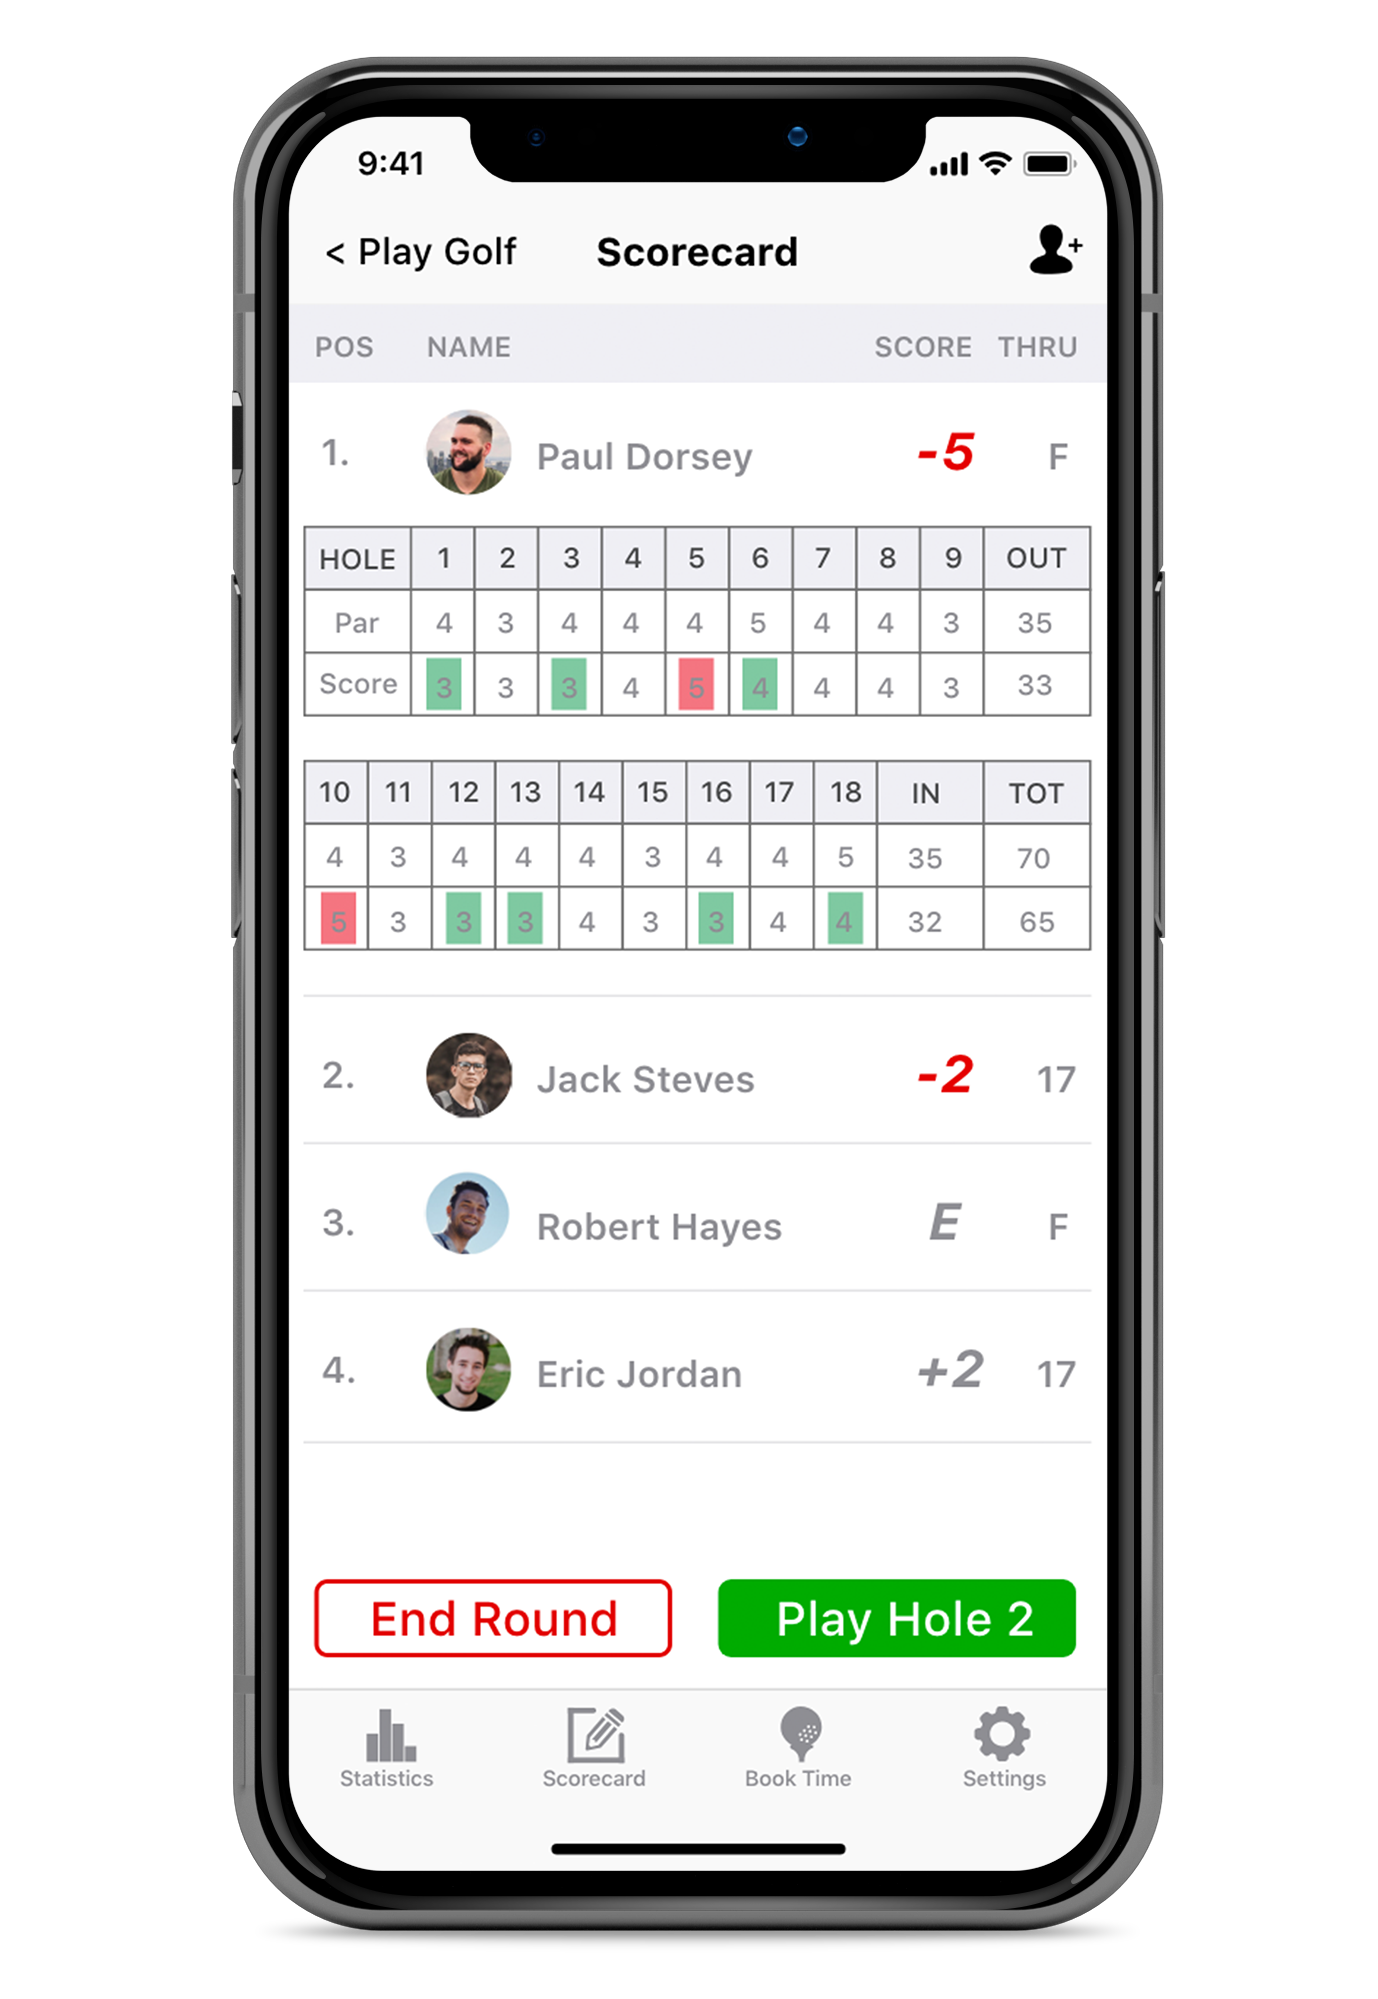 9:41
< Play Golf Scorecard +
POS NAME SCORE THRU
1. Paul Dorsey -5 F
HOLE 1 2 3 4 5 6 7 8 9 OUT
Par 4 3 4 4 4 5 4 4 3 35
Score 3 3 3 4 5 4 4 4 3 33
10 11 12 13 14 15 16 17 18 IN TOT
4 3 4 4 4 3 4 4 5 35 70
5 3 3 3 4 3 3 4 4 32 65
2. Jack Steves -2 17
3. Robert Hayes E F
4. Eric Jordan +2 17
End Round Play Hole 2
Statistics Scorecard Book Time Settings